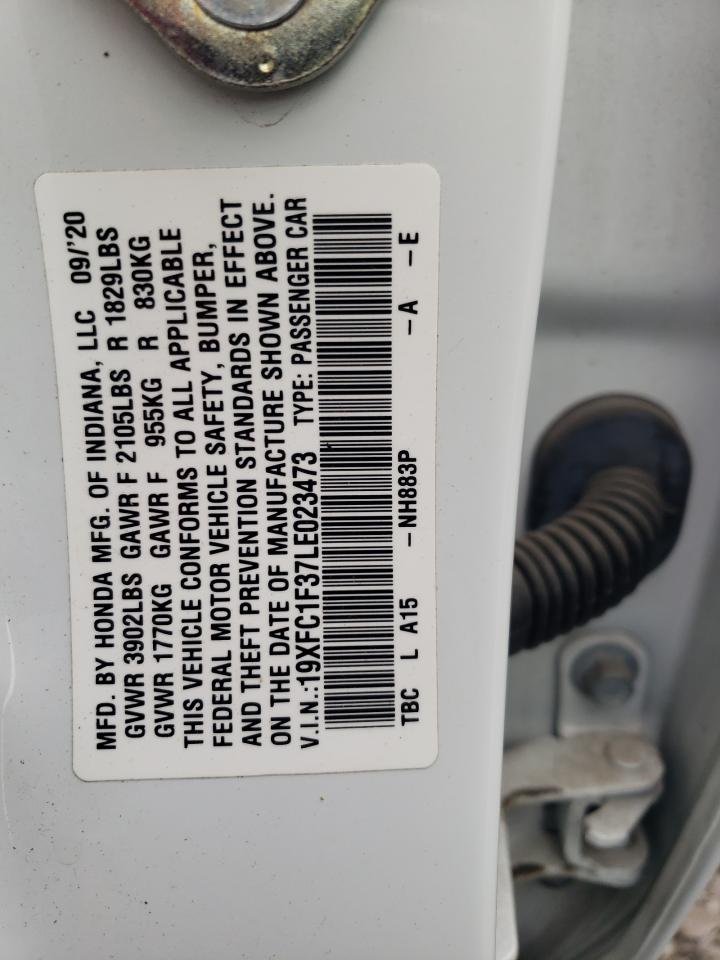 MFD. BY HONDA MFG. OF INDIANA, LLC 09/'20
GVWR 3902LBS GAWR F 2105LBS R 1829LBS
GVWR 1770KG GAWR F 955KG R 830KG
THIS VEHICLE CONFORMS TO ALL APPLICABLE
FEDERAL MOTOR VEHICLE SAFETY, BUMPER,
AND THEFT PREVENTION STANDARDS IN EFFECT
ON THE DATE OF MANUFACTURE SHOWN ABOVE.
V.I.N.:19XFC1F37LE023473 TYPE: PASSENGER CAR
TBC L A15 –NH883P –A –E